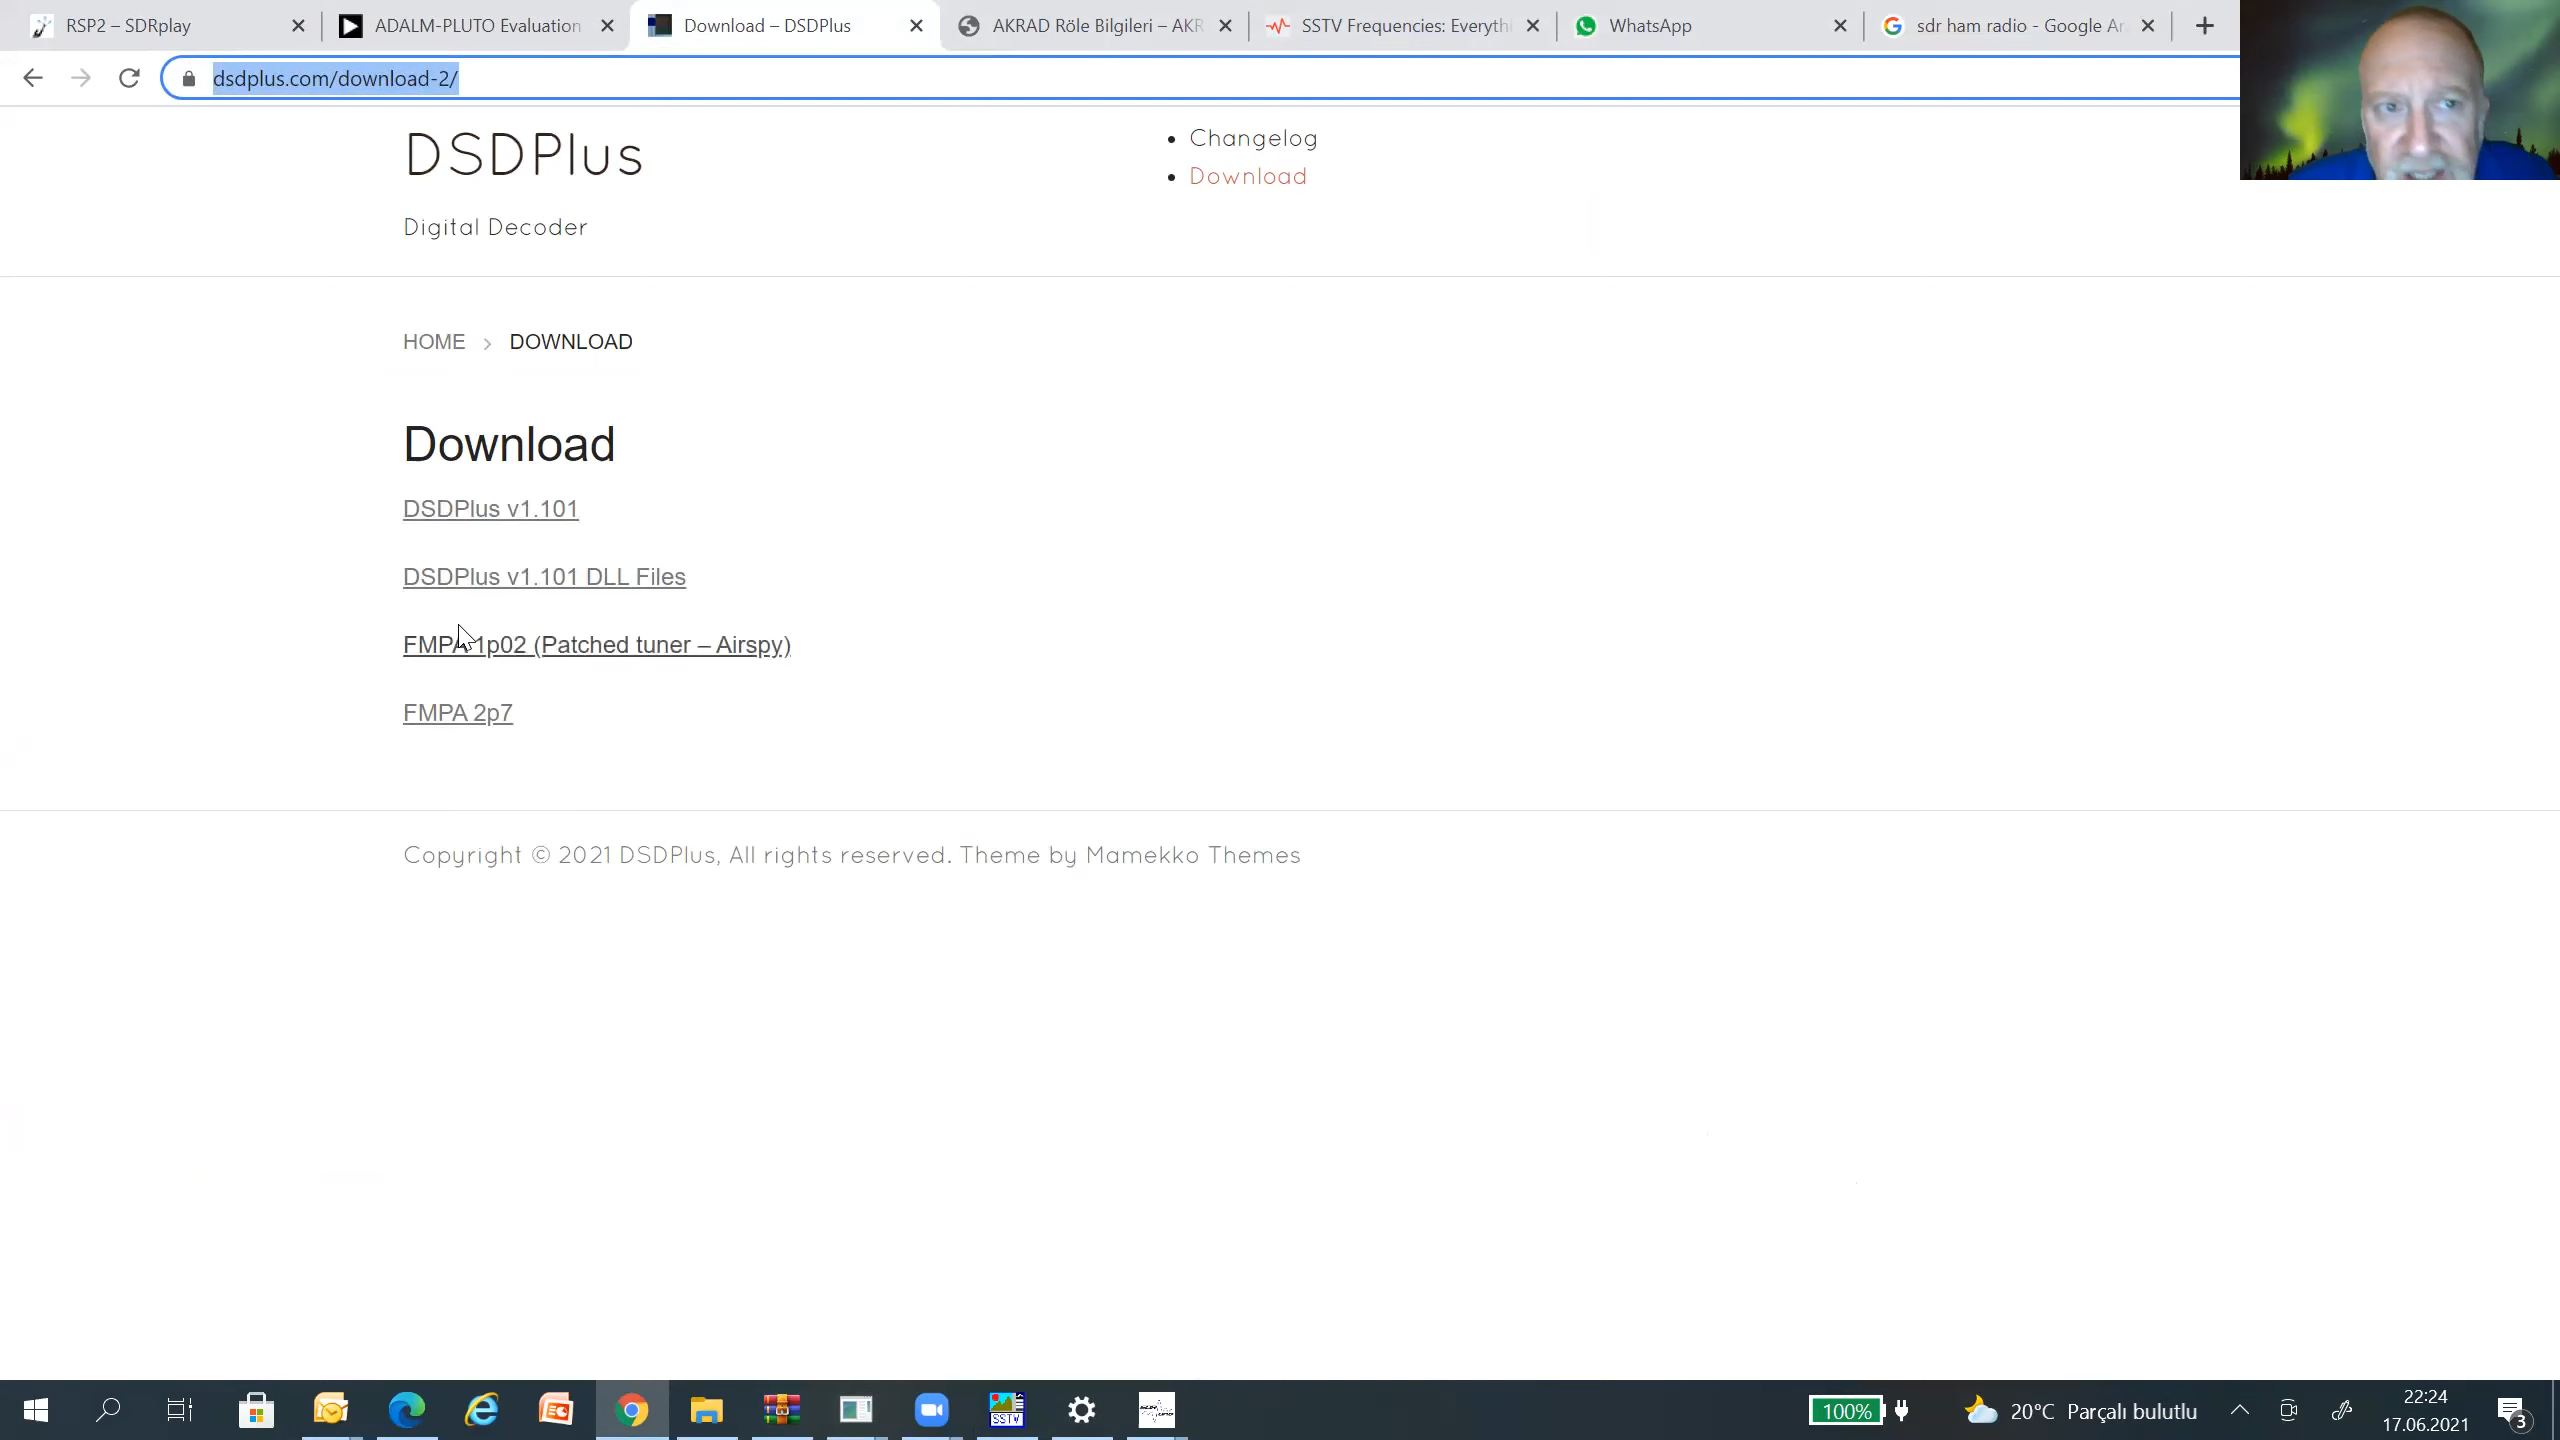 RSP2 – SDRplay
ADALM-PLUTO Evaluation
Download – DSDPlus
AKRAD Röle Bilgileri – AKR
SSTV Frequencies: Everythi
WhatsApp
sdr ham radio - Google Ar
dsdplus.com/download-2/
DSDPlus
Changelog
Download
Digital Decoder
HOME > DOWNLOAD
Download
DSDPlus v1.101
DSDPlus v1.101 DLL Files
FMPA 1p02 (Patched tuner – Airspy)
FMPA 2p7
Copyright © 2021 DSDPlus, All rights reserved. Theme by Mamekko Themes
SSTV
100%
20°C Parçalı bulutlu
22:24
17.06.2021
3